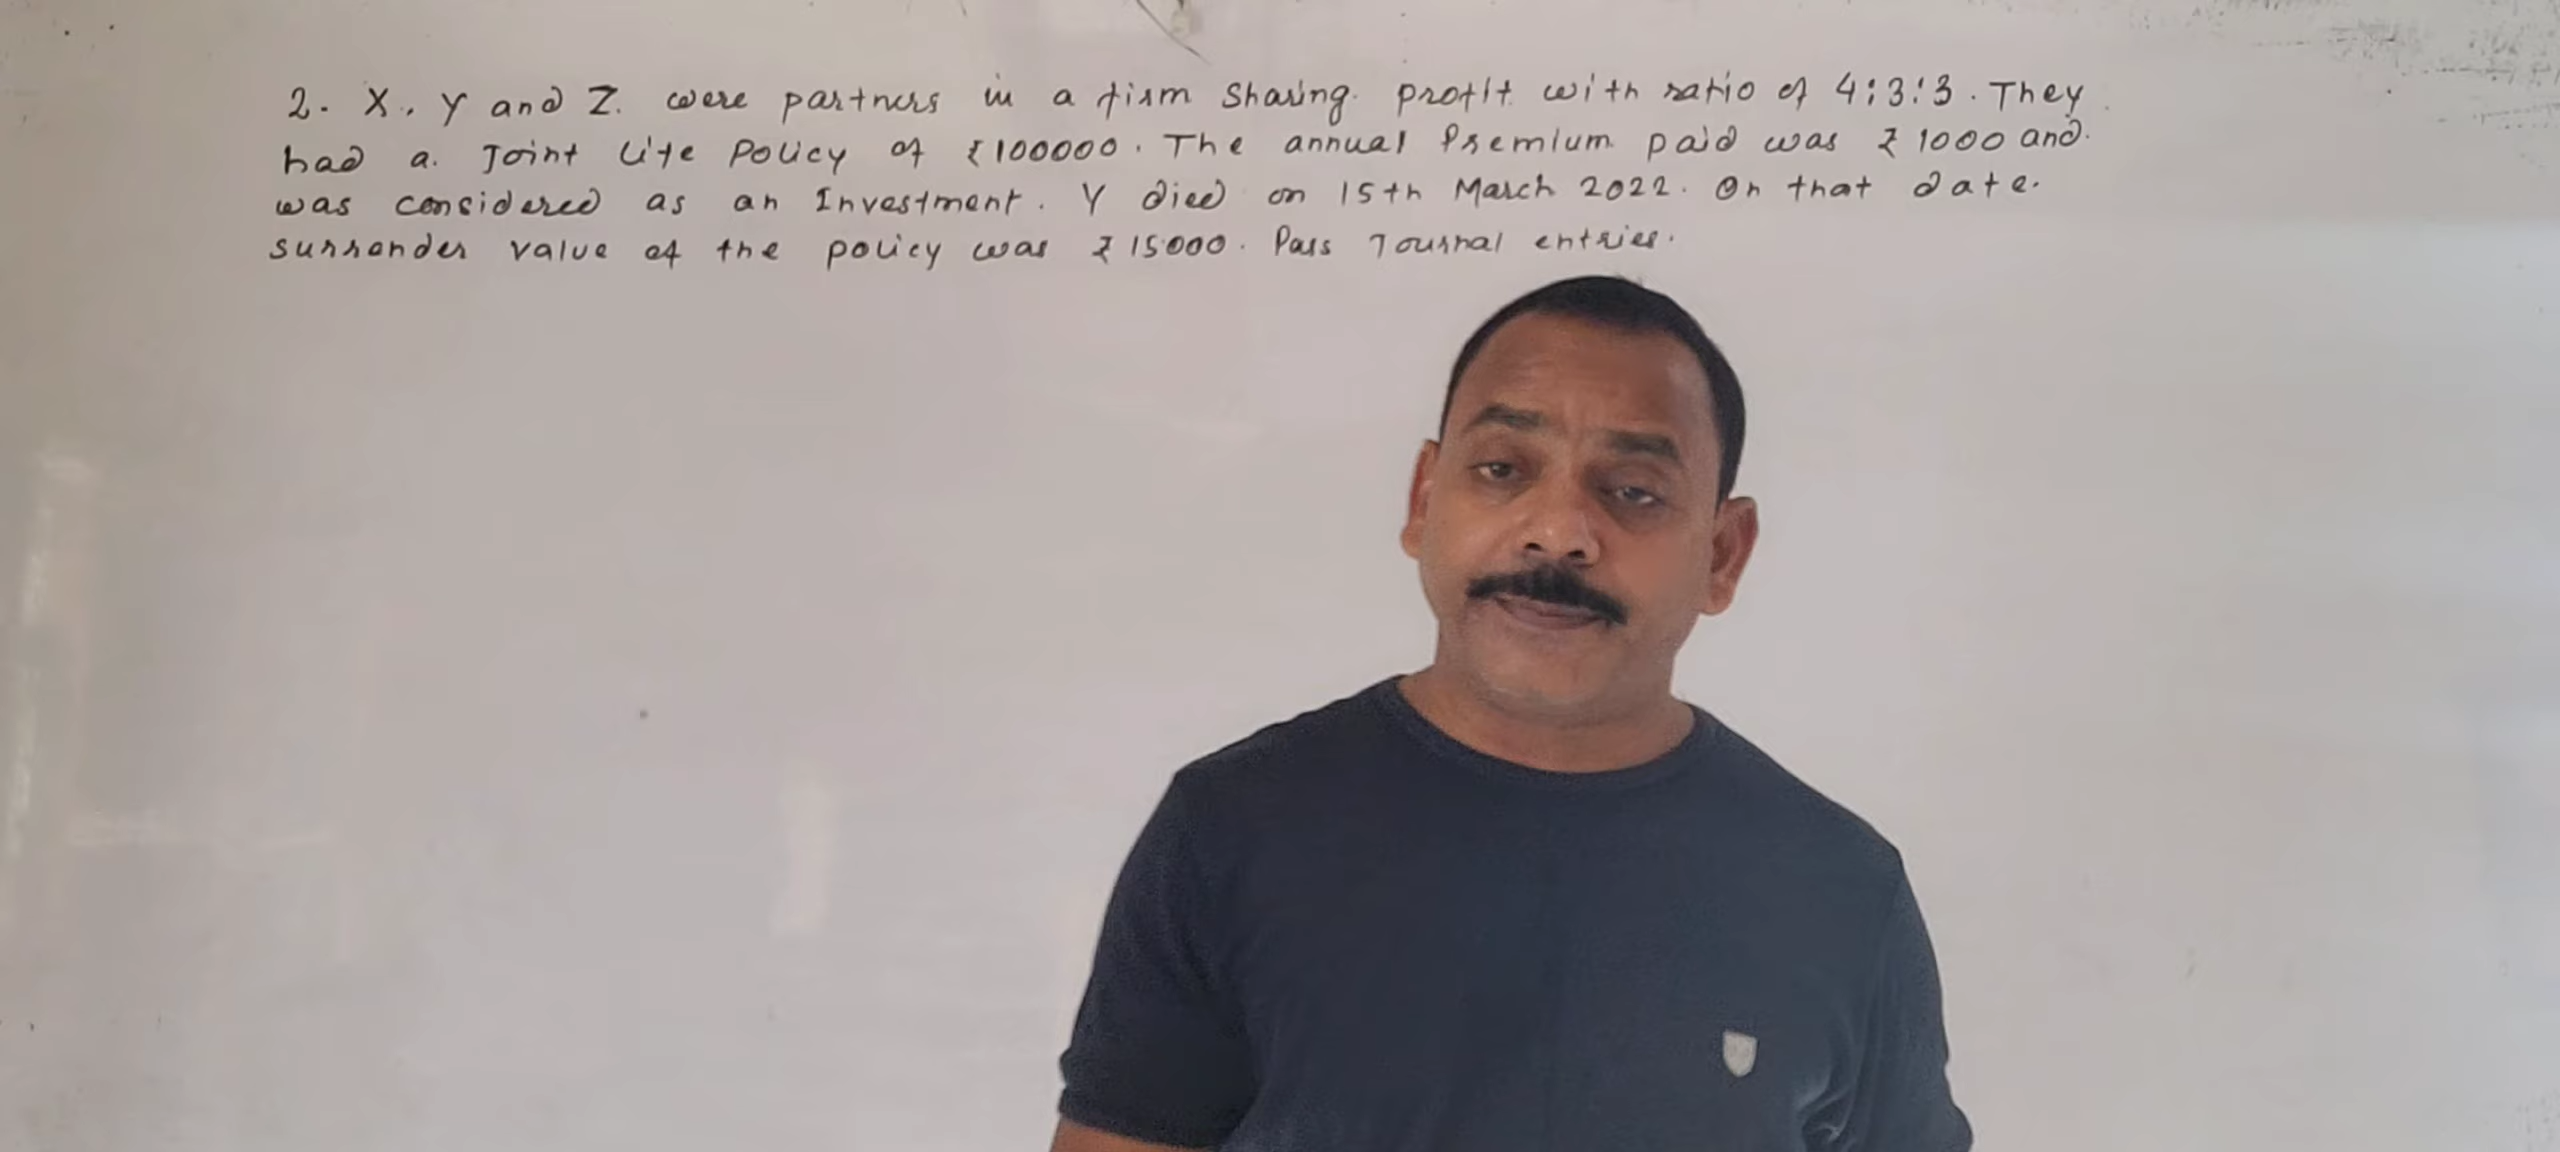 2. X, Y and Z. were partners in a firm sharing profit with ratio of 4:3:3. They
had a. Joint Life Policy of ₹100000. The annual Premium paid was ₹1000 and
was considered as an Investment. Y died on 15th March 2022. On that date.
surrender value of the policy was ₹15000. Pass Journal entries.